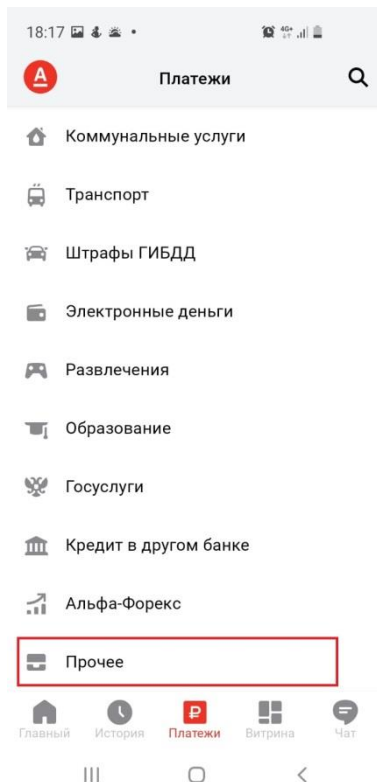 18:17
4G+
А
Платежи
Коммунальные услуги
Транспорт
Штрафы ГИБДД
Электронные деньги
Развлечения
Образование
Госуслуги
Кредит в другом банке
Альфа-Форекс
Прочее
Главный История Платежи Витрина Чат